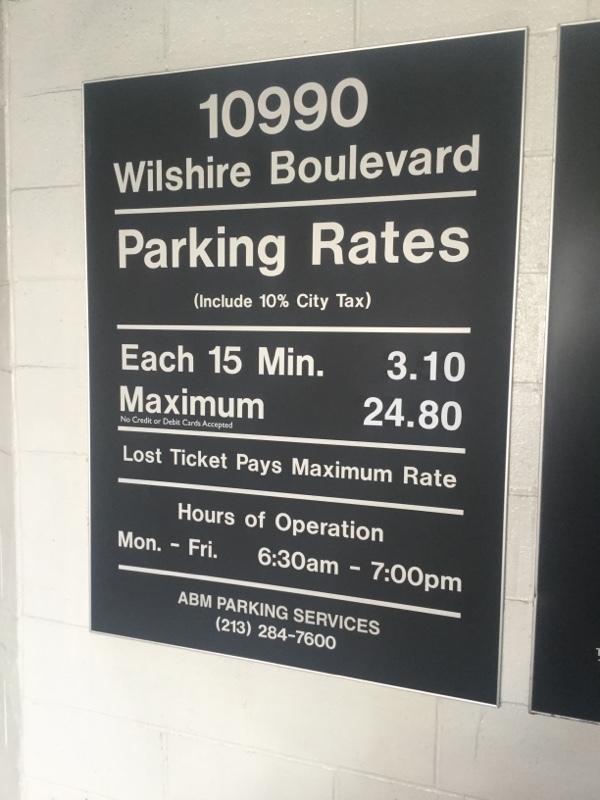 10990
Wilshire Boulevard
Parking Rates
(Include 10% City Tax)
Each 15 Min. 3.10
Maximum 24.80
No Credit or Debit Cards Accepted
Lost Ticket Pays Maximum Rate
Hours of Operation
Mon. - Fri. 6:30am - 7:00pm
ABM PARKING SERVICES
(213) 284-7600